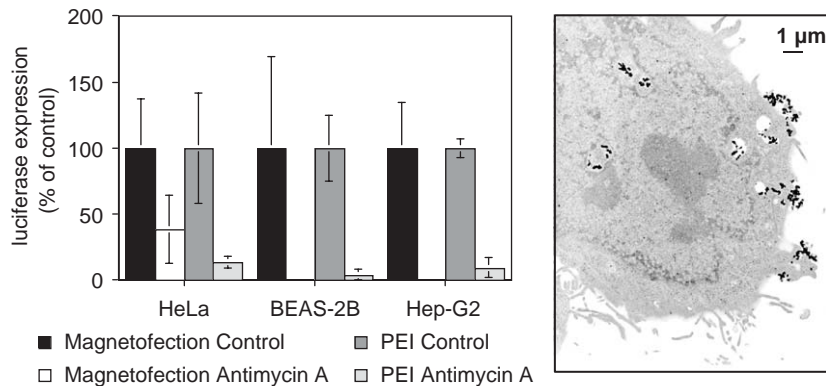 luciferase expression
(% of control)
200
150
100
50
0
HeLa BEAS-2B Hep-G2
Magnetofection Control PEI Control
Magnetofection Antimycin A PEI Antimycin A
1 µm